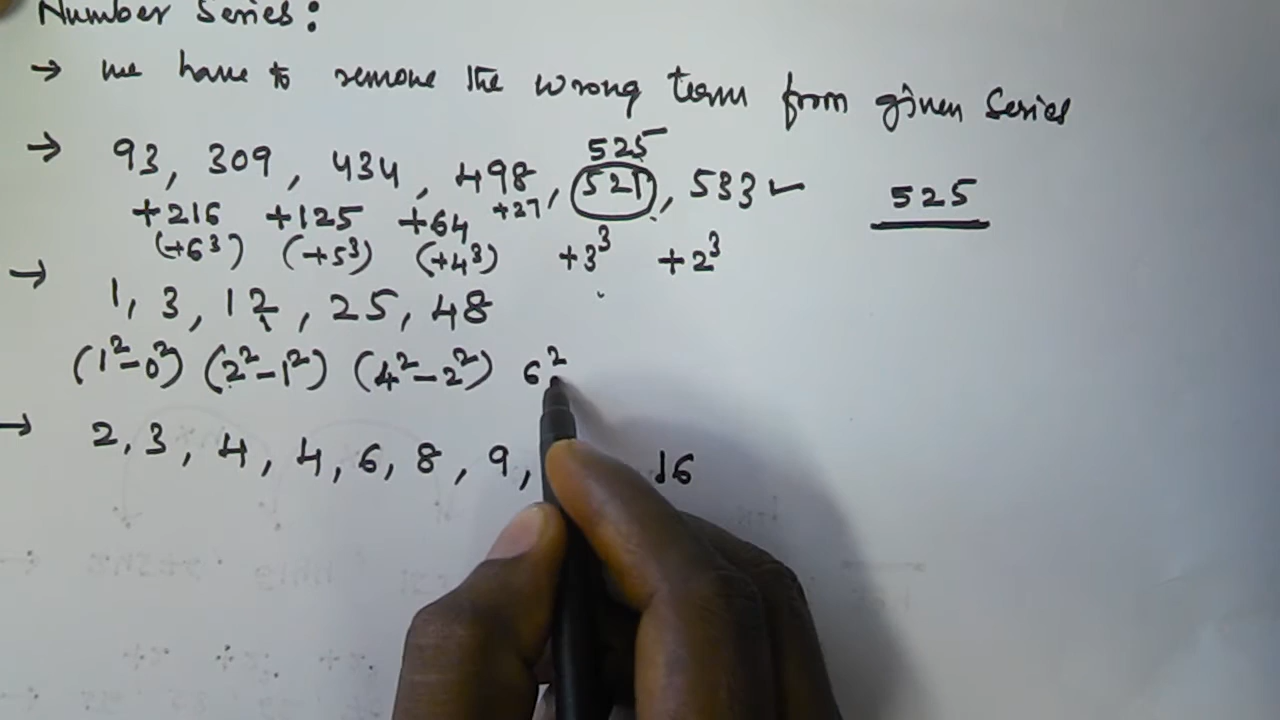 Number Series:
→ we have to remove the wrong term from given Series
525
→ 93, 309, 434, 498, 521, 533 ✓ 525
+216 +125 +64 +27
(+6³) (+5³) (+4³) +3³ +2³
→ 1, 3, 12, 25, 48
(1²-0²) (2²-1²) (4²-2²) 6²
→ 2, 3, 4, 4, 6, 8, 9, 16